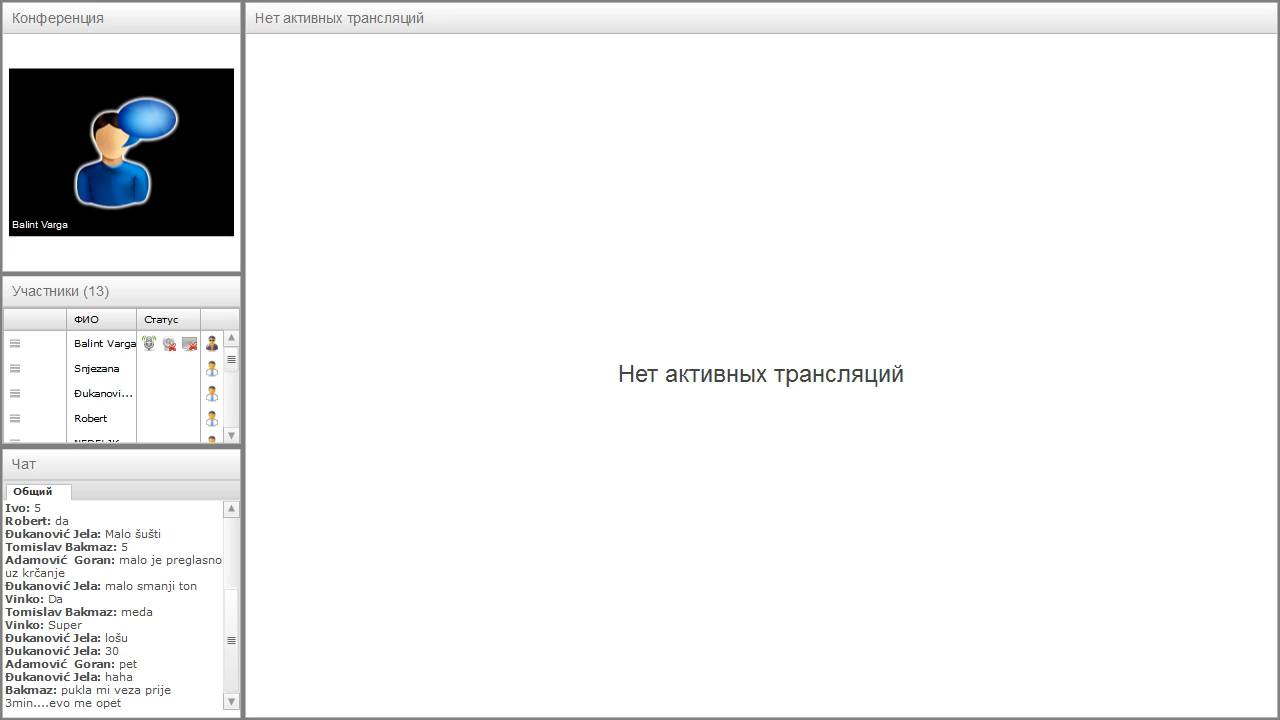 Конференция
Нет активных трансляций
Balint Varga
Участники (13)
ФИО Статус
Balint Varga
Snjezana
Đukanovi...
Robert
Чат
Общий
Ivo: 5
Robert: da
Đukanović Jela: Malo šušti
Tomislav Bakmaz: 5
Adamović  Goran: malo je preglasno
uz krčanje
Đukanović Jela: malo smanji ton
Vinko: Da
Tomislav Bakmaz: meda
Vinko: Super
Đukanović Jela: lošu
Đukanović Jela: 30
Adamović  Goran: pet
Đukanović Jela: haha
Bakmaz: pukla mi veza prije
3min....evo me opet
Нет активных трансляций